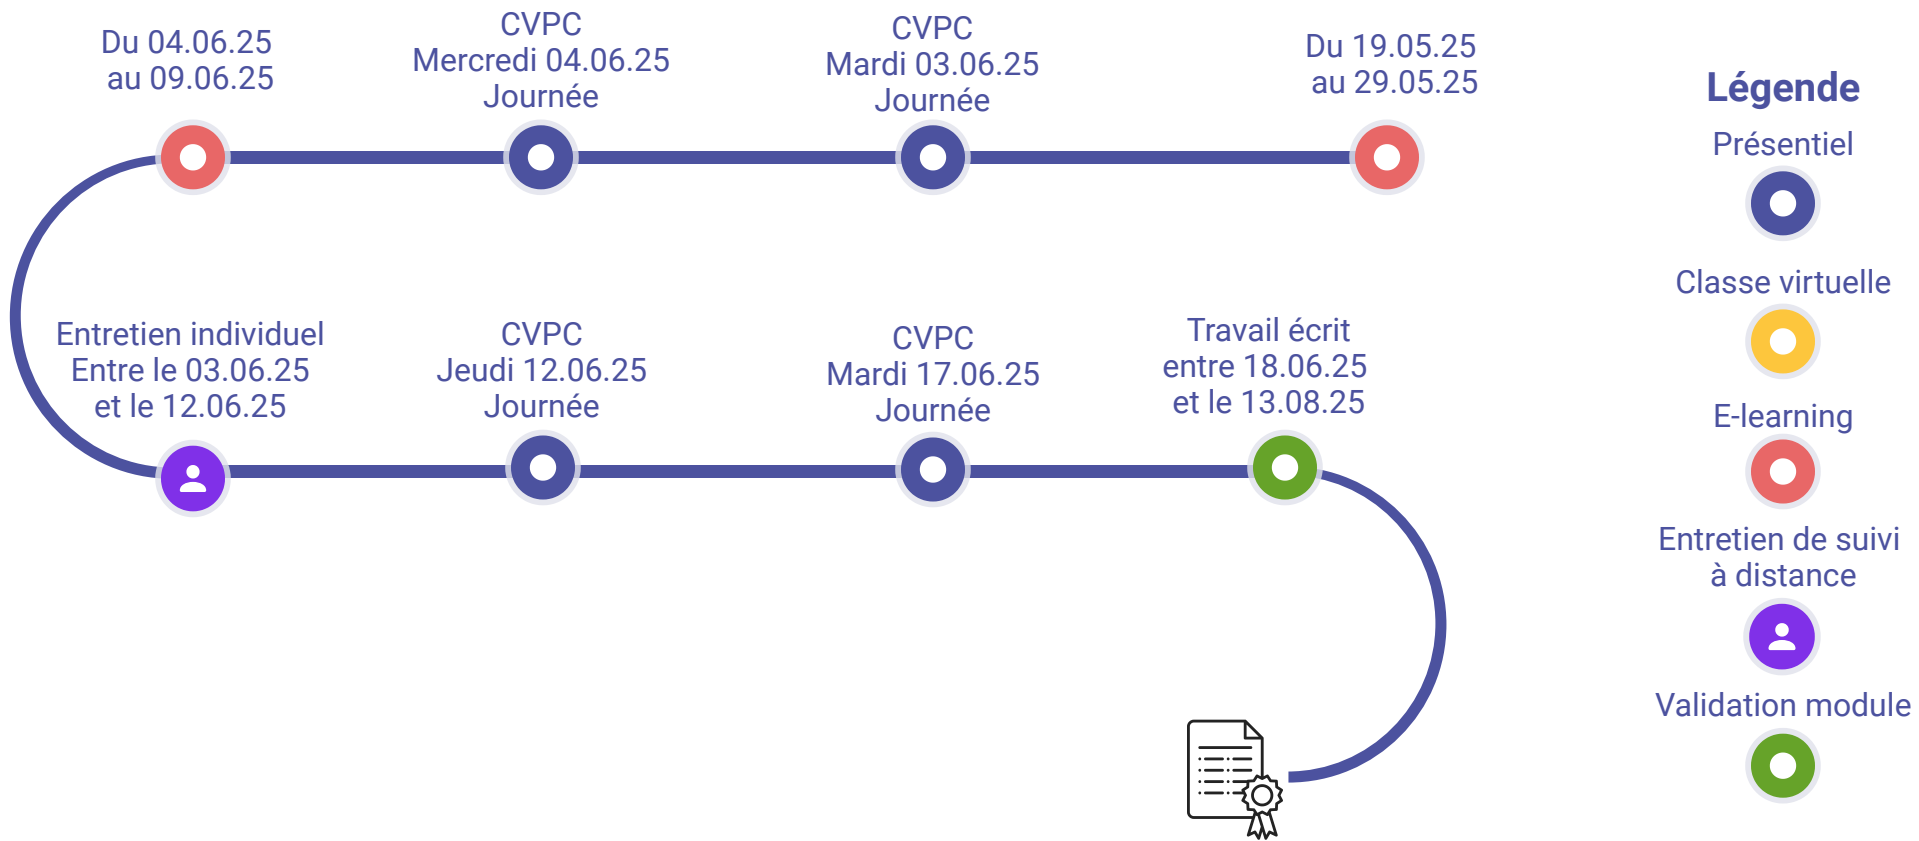 Du 04.06.25
au 09.06.25
CVPC
Mercredi 04.06.25
Journée
CVPC
Mardi 03.06.25
Journée
Du 19.05.25
au 29.05.25
Entretien individuel
Entre le 03.06.25
et le 12.06.25
CVPC
Jeudi 12.06.25
Journée
CVPC
Mardi 17.06.25
Journée
Travail écrit
entre 18.06.25
et le 13.08.25
Légende
Présentiel
Classe virtuelle
E-learning
Entretien de suivi
à distance
Validation module